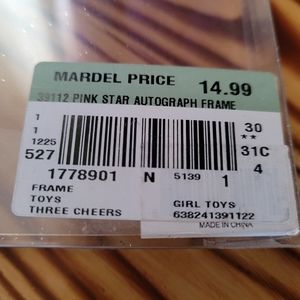 MARDEL PRICE 14.99
39112 PINK STAR AUTOGRAPH FRAME
1
1
1225
527
30
**
31C
4
1778901 N 5139 1
FRAME
TOYS
THREE CHEERS
GIRL TOYS
638241391122
MADE IN CHINA